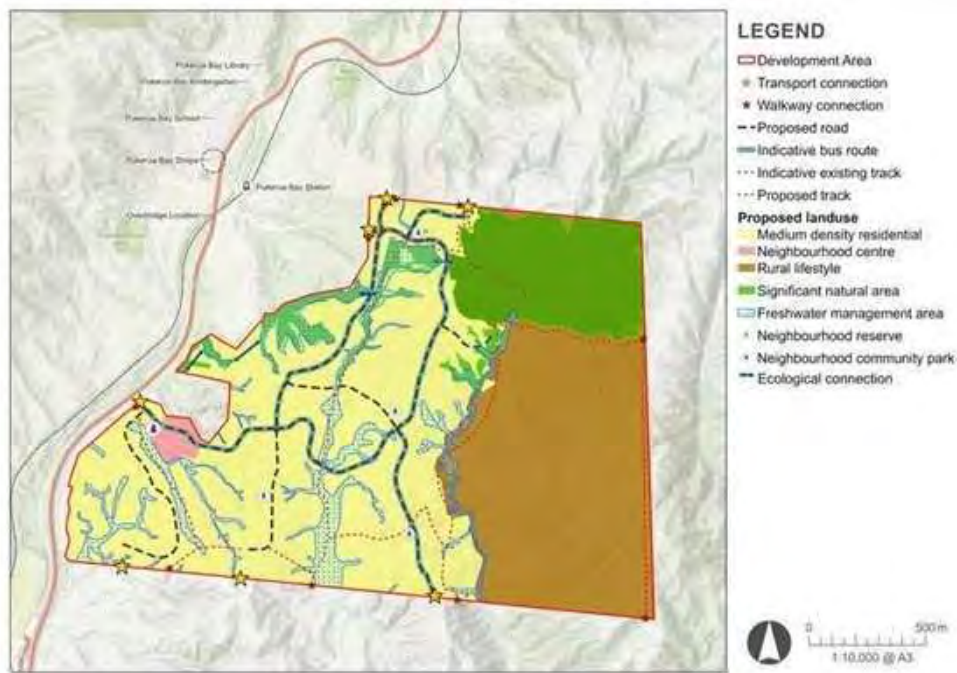 Pukerua Bay Library
Pukerua Bay Kindergarten
Pukerua Bay School
Pukerua Bay Shops
Pukerua Bay Station
Overbridge Location
LEGEND
Development Area
Transport connection
Walkway connection
Proposed road
Indicative bus route
Indicative existing track
Proposed track
Proposed landuse
Medium density residential
Neighbourhood centre
Rural lifestyle
Significant natural area
Freshwater management area
Neighbourhood reserve
Neighbourhood community park
Ecological connection
0 500 m
1:10,000 @ A3